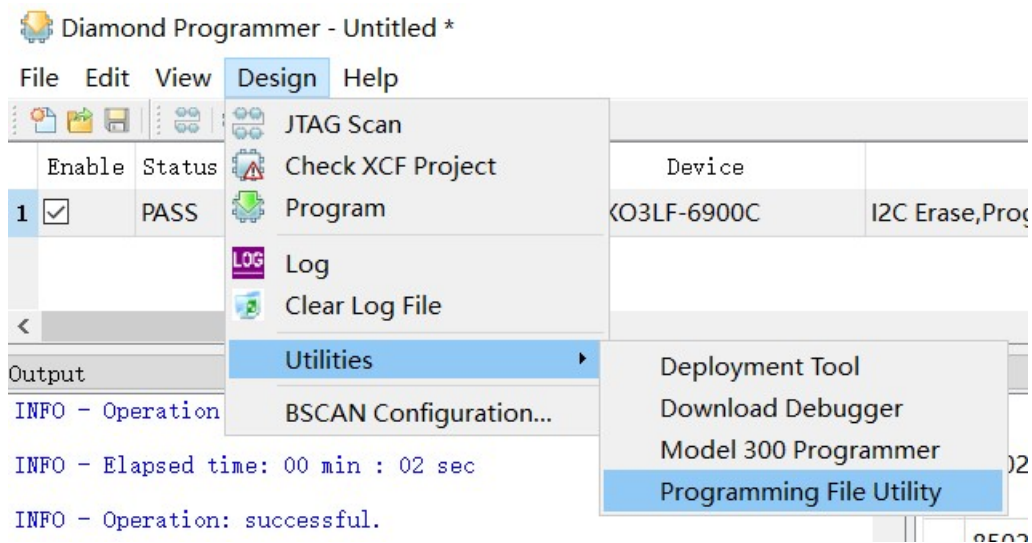 Diamond Programmer - Untitled *
File Edit View Design Help
JTAG Scan
Enable Status Check XCF Project Device
1 PASS Program XO3LF-6900C I2C Erase,Prog
LOG Log
Clear Log File
Utilities Deployment Tool
Output
INFO - Operation BSCAN Configuration... Download Debugger
Model 300 Programmer
INFO - Elapsed time: 00 min : 02 sec
Programming File Utility
INFO - Operation: successful.